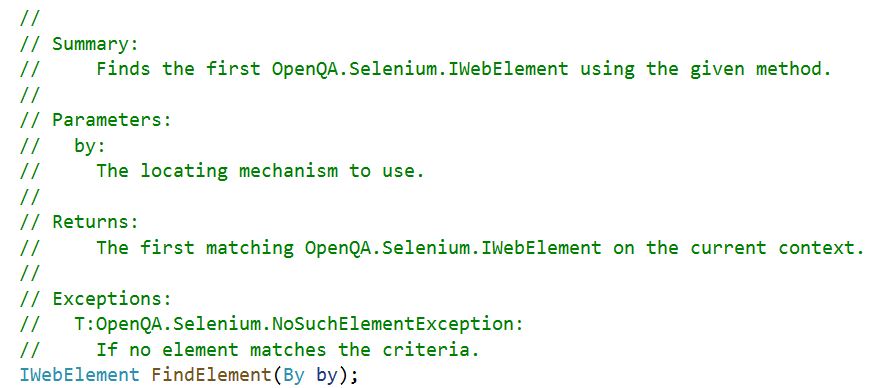 //
// Summary:
//     Finds the first OpenQA.Selenium.IWebElement using the given method.
//
// Parameters:
//   by:
//     The locating mechanism to use.
//
// Returns:
//     The first matching OpenQA.Selenium.IWebElement on the current context.
//
// Exceptions:
//   T:OpenQA.Selenium.NoSuchElementException:
//     If no element matches the criteria.
IWebElement FindElement(By by);